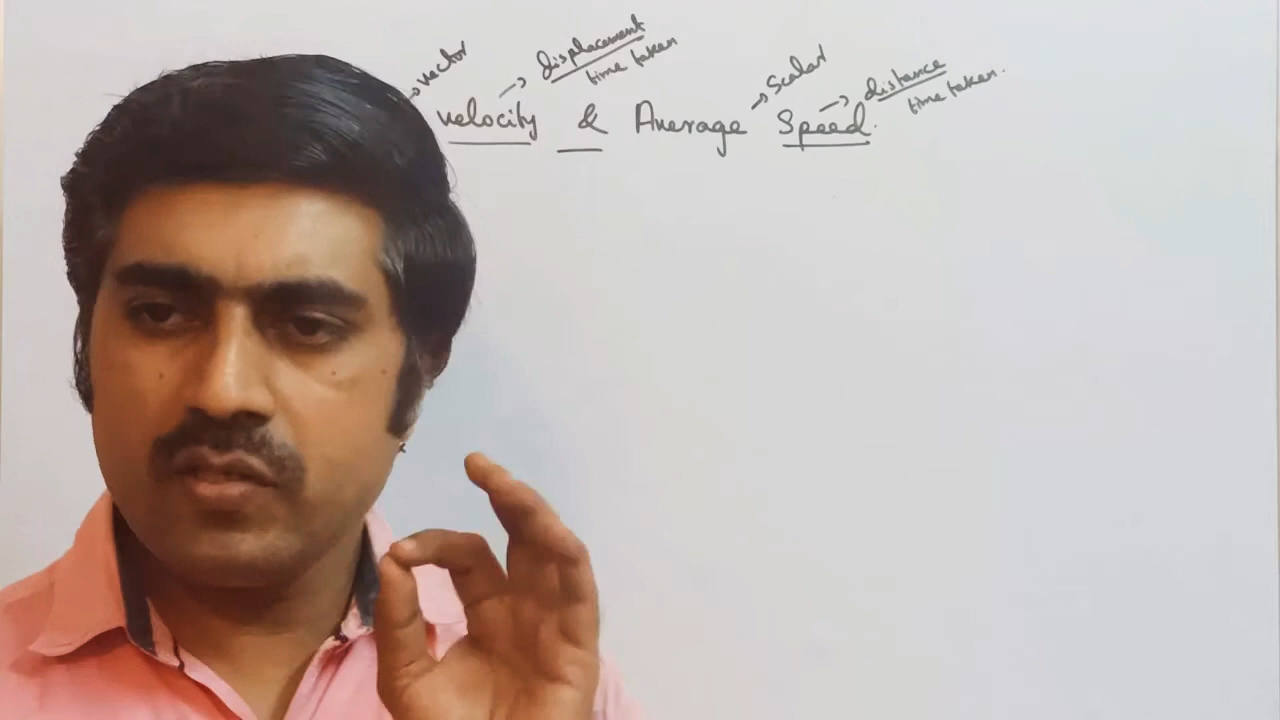 → vector
→ displacement
time taken
→ scalar
→ distance
time taken.
velocity & Average Speed.